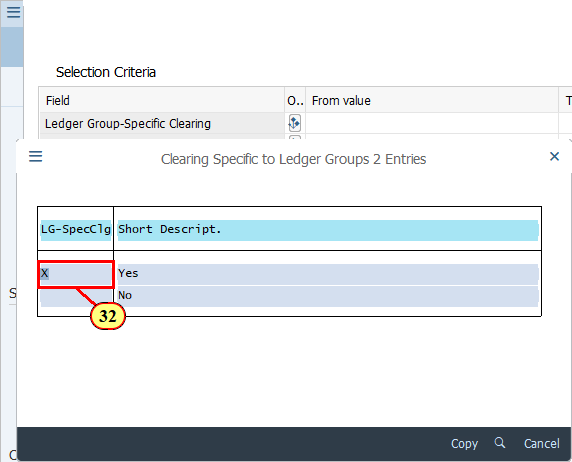 Selection Criteria
Field O.. From value T
Ledger Group-Specific Clearing
Clearing Specific to Ledger Groups 2 Entries
LG-SpecClg Short Descript.
X Yes
No
32
S
Copy Cancel
C